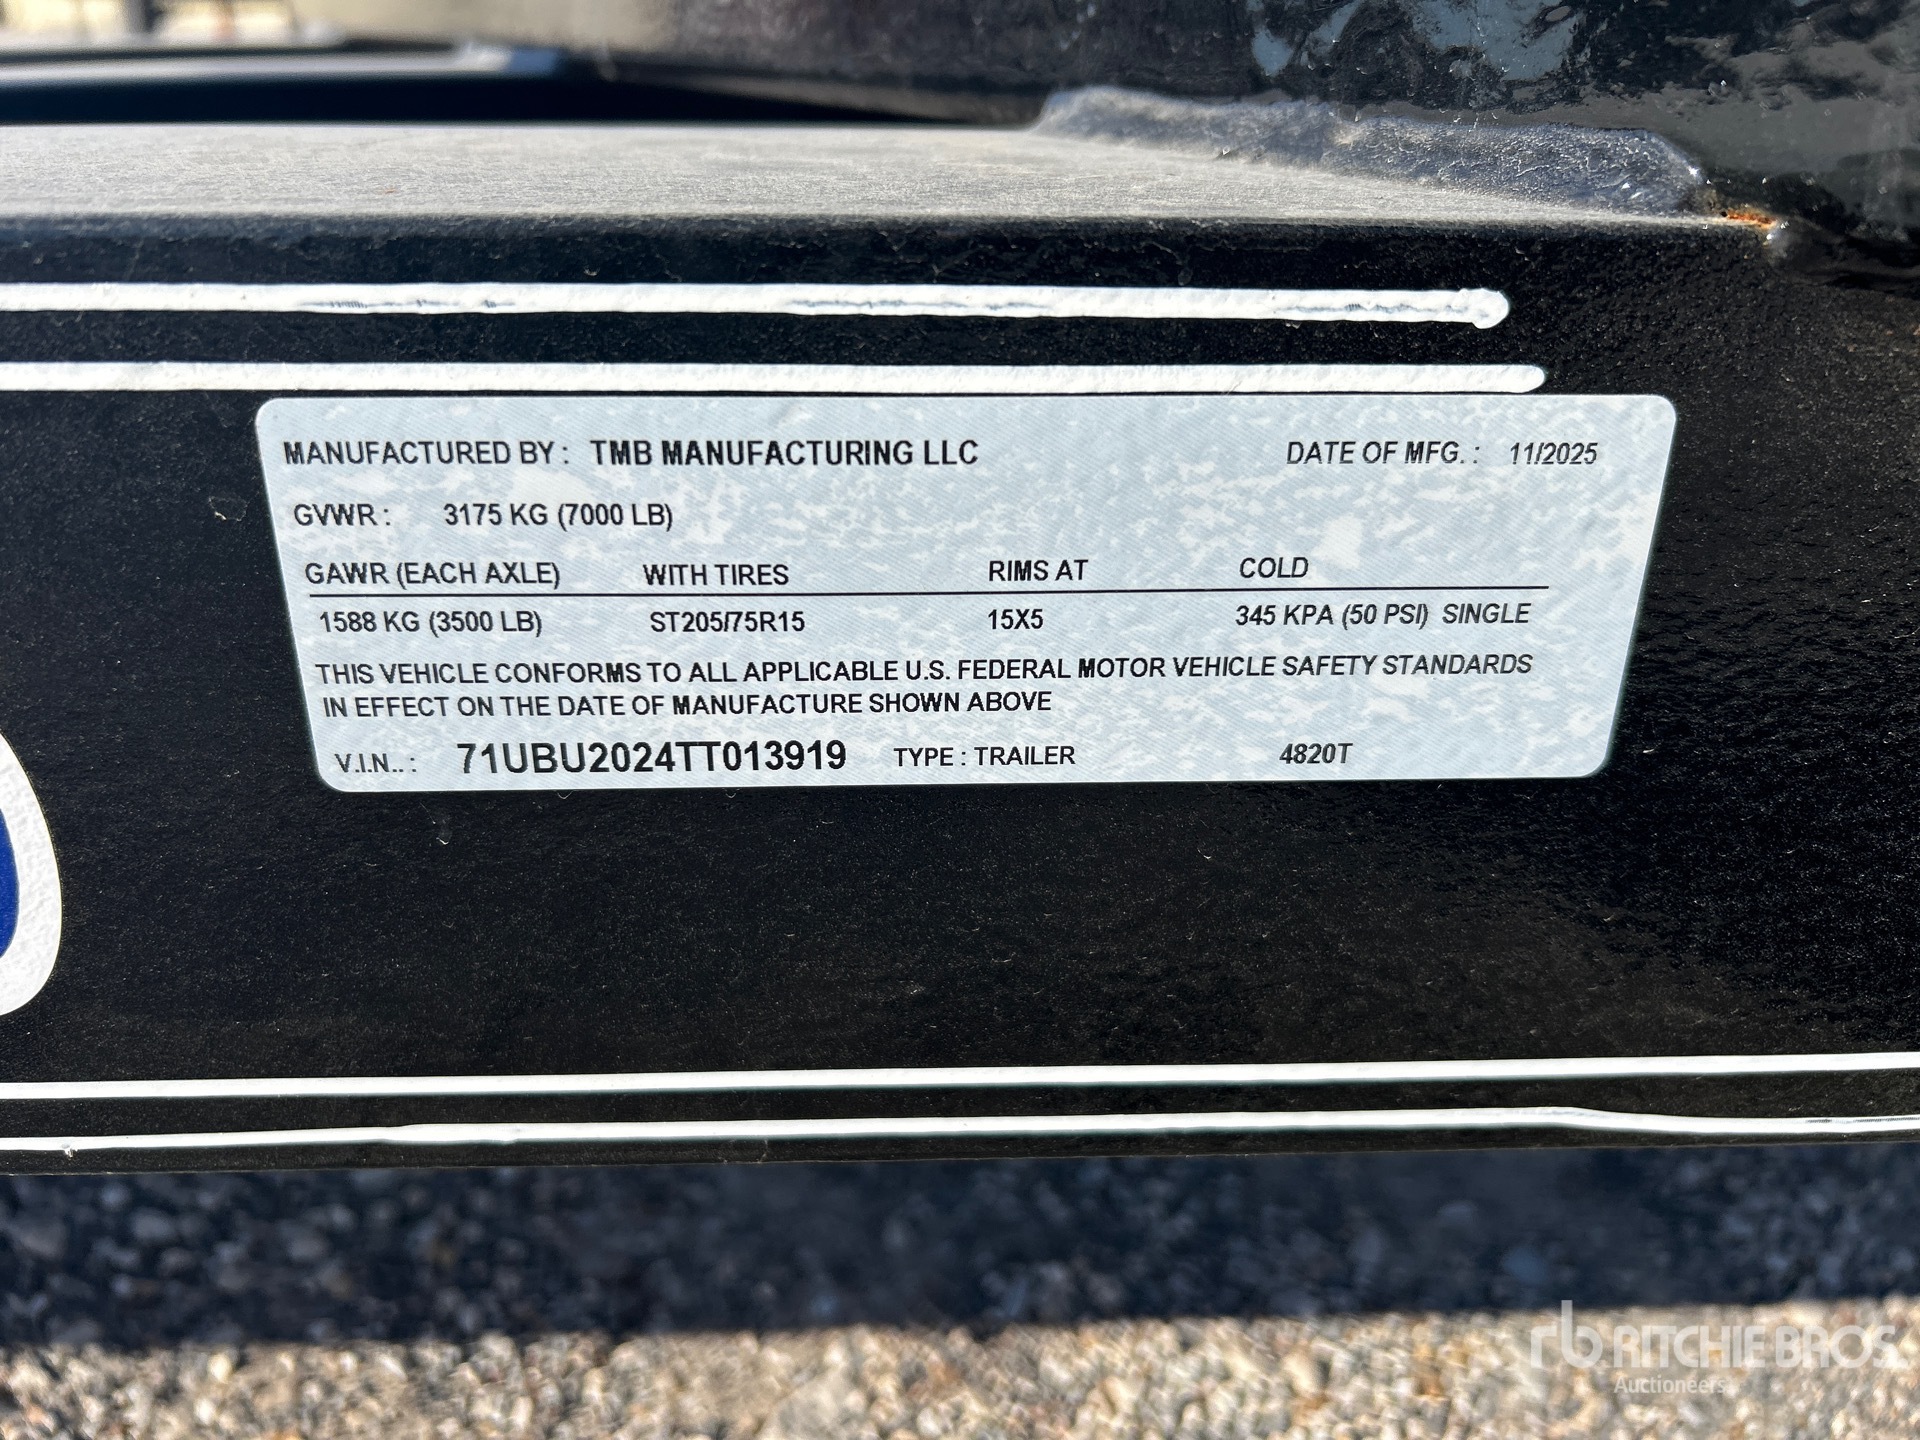 MANUFACTURED BY : TMB MANUFACTURING LLC DATE OF MFG. : 11/2025
GVWR : 3175 KG (7000 LB)
GAWR (EACH AXLE) WITH TIRES RIMS AT COLD
1588 KG (3500 LB) ST205/75R15 15X5 345 KPA (50 PSI) SINGLE
THIS VEHICLE CONFORMS TO ALL APPLICABLE U.S. FEDERAL MOTOR VEHICLE SAFETY STANDARDS
IN EFFECT ON THE DATE OF MANUFACTURE SHOWN ABOVE
V.I.N.. : 71UBU2024TT013919 TYPE : TRAILER 4820T
rb RITCHIE BROS.
Auctioneers